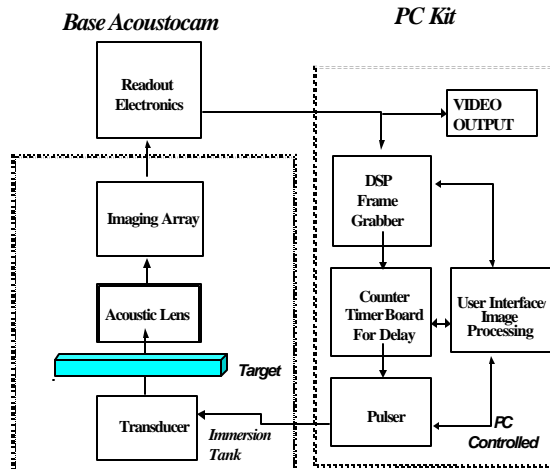 Base Acoustocam
PC Kit
Readout
Electronics
VIDEO
OUTPUT
DSP
Frame
Grabber
Imaging Array
Counter
Timer Board
For Delay
User Interface/
Image
Processing
Acoustic Lens
Target
Transducer
Immersion
Tank
Pulser
PC
Controlled